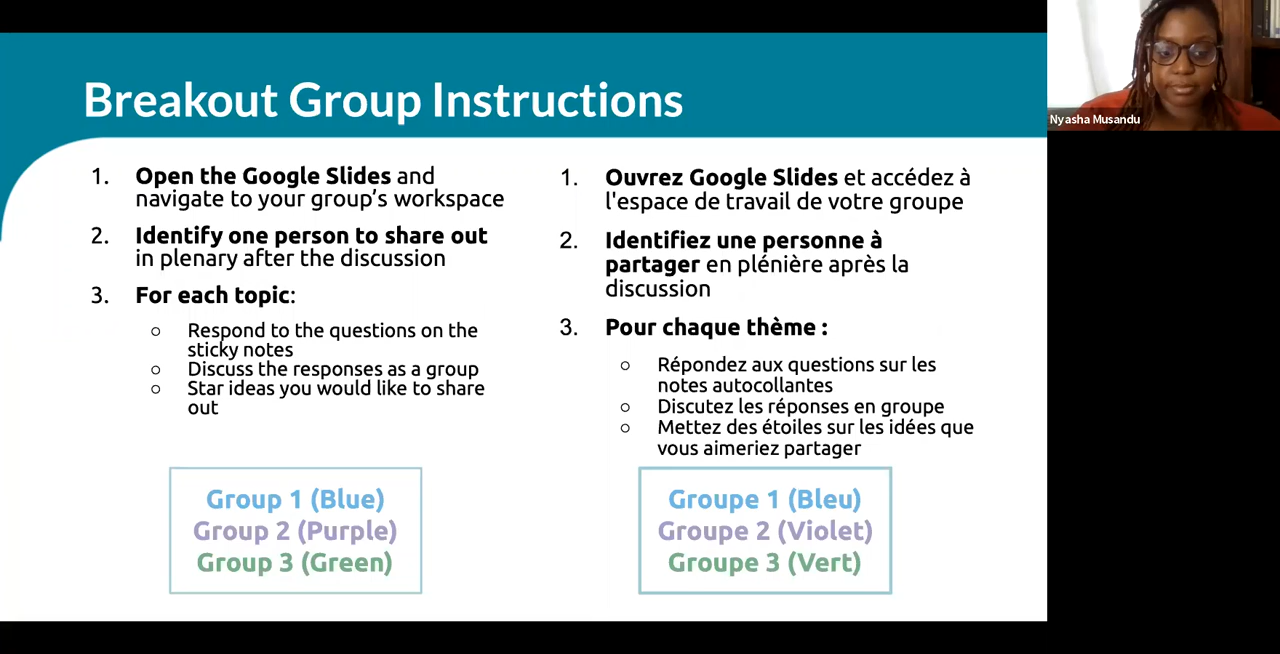 Breakout Group Instructions
1. Open the Google Slides and
navigate to your group's workspace
2. Identify one person to share out
in plenary after the discussion
3. For each topic:
○ Respond to the questions on the
sticky notes
○ Discuss the responses as a group
○ Star ideas you would like to share
out
Group 1 (Blue)
Group 2 (Purple)
Group 3 (Green)
1. Ouvrez Google Slides et accédez à
l'espace de travail de votre groupe
2. Identifiez une personne à
partager en plénière après la
discussion
3. Pour chaque thème :
○ Répondez aux questions sur les
notes autocollantes
○ Discutez les réponses en groupe
○ Mettez des étoiles sur les idées que
vous aimeriez partager
Groupe 1 (Bleu)
Groupe 2 (Violet)
Groupe 3 (Vert)
Nyasha Musandu